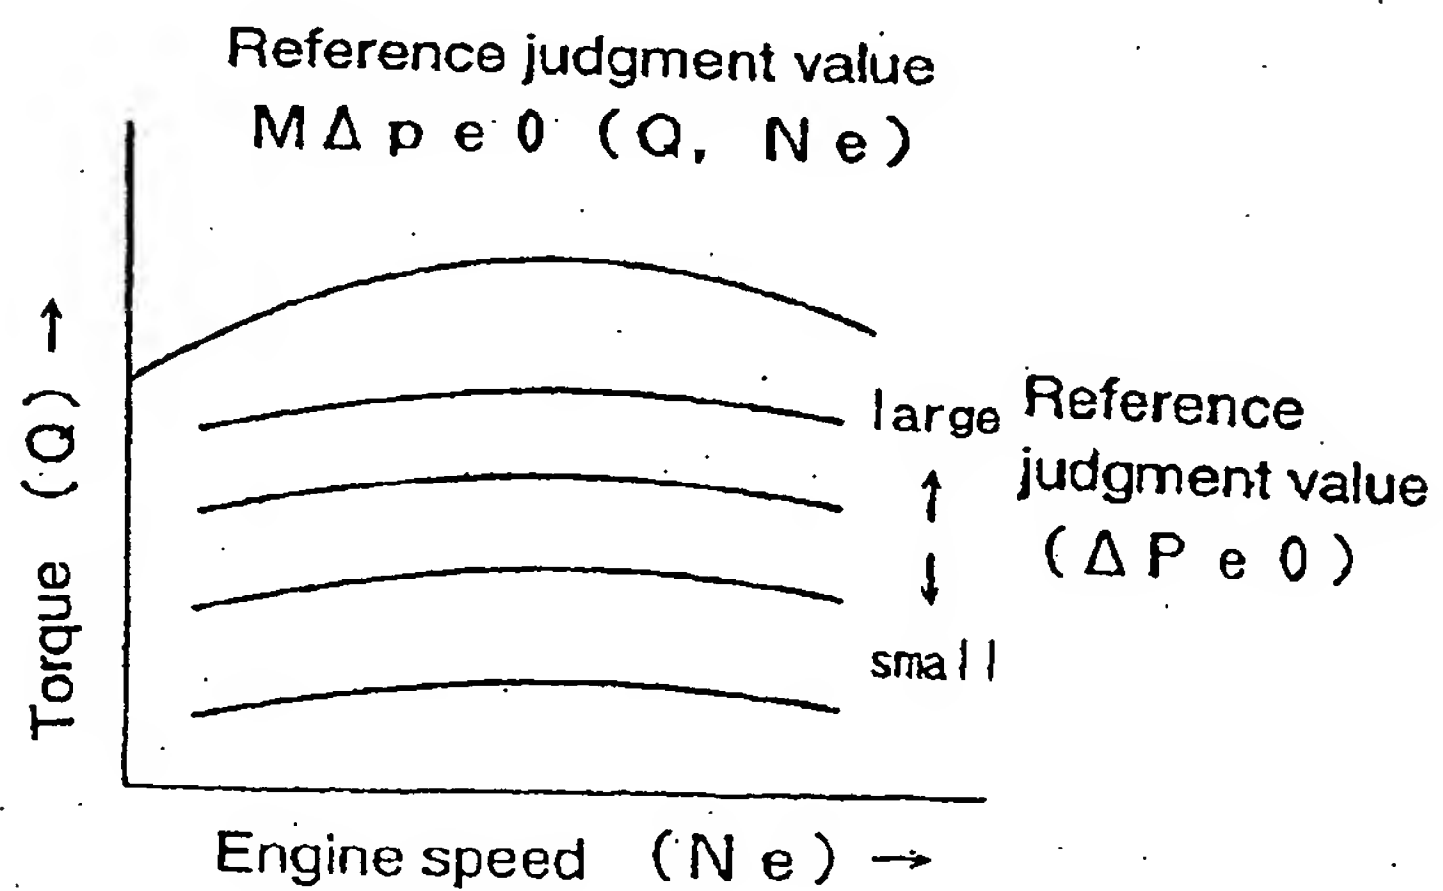 Reference judgment value
MΔpe0 (Q, Ne)
Torque (Q) →
large
Reference
judgment value
(ΔPe0)
↑
↓
small
Engine speed (Ne) →